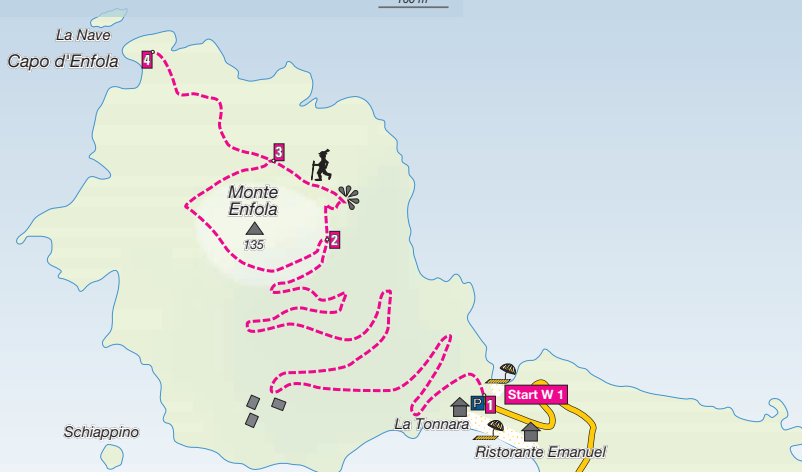 La Nave
Capo d'Enfola
4
3
Monte
Enfola
135
2
Start W 1
P
1
La Tonnara
Schiappino
Ristorante Emanuel